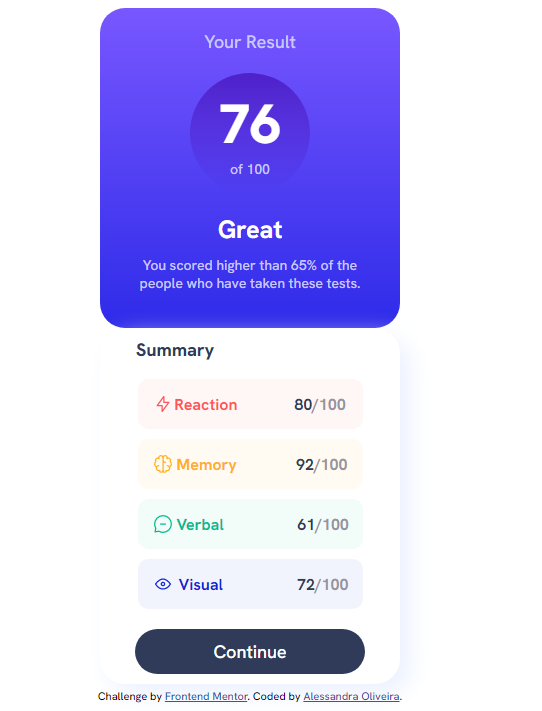 Your Result
76
of 100
Great
You scored higher than 65% of the
people who have taken these tests.
Summary
Reaction 80/100
Memory 92/100
Verbal 61/100
Visual 72/100
Continue
Challenge by Frontend Mentor. Coded by Alessandra Oliveira.